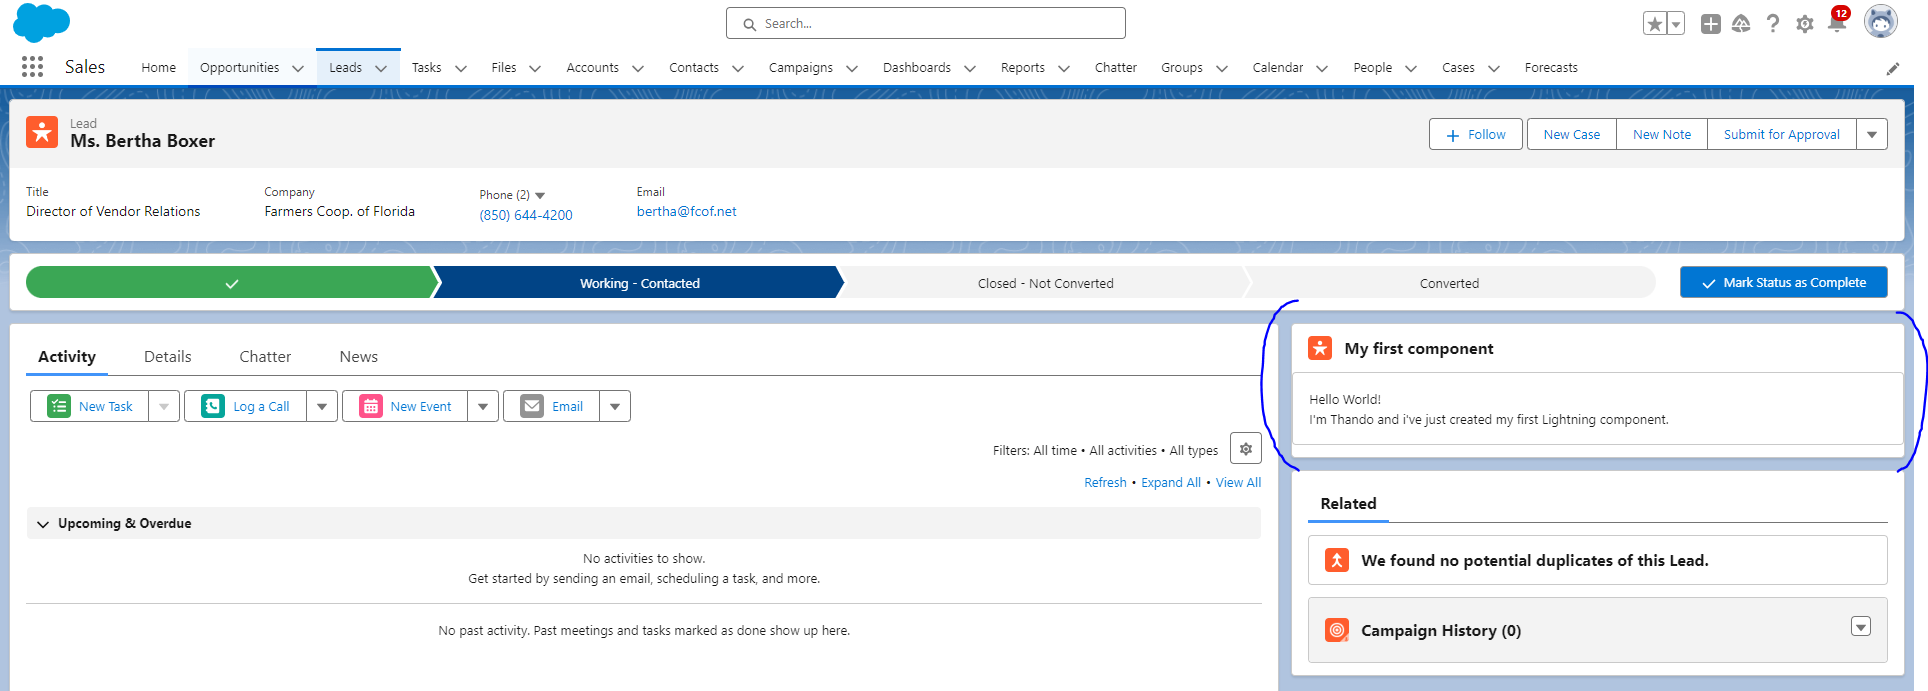 Search...
12
Sales Home Opportunities Leads Tasks Files Accounts Contacts Campaigns Dashboards Reports Chatter Groups Calendar People Cases Forecasts
Lead
Ms. Bertha Boxer
Follow New Case New Note Submit for Approval
Title Company Phone (2) Email
Director of Vendor Relations Farmers Coop. of Florida (850) 644-4200 bertha@fcof.net
Working - Contacted Closed - Not Converted Converted Mark Status as Complete
Activity Details Chatter News
New Task Log a Call New Event Email
Filters: All time • All activities • All types
Refresh • Expand All • View All
Upcoming & Overdue
No activities to show.
Get started by sending an email, scheduling a task, and more.
No past activity. Past meetings and tasks marked as done show up here.
My first component
Hello World!
I'm Thando and i've just created my first Lightning component.
Related
We found no potential duplicates of this Lead.
Campaign History (0)